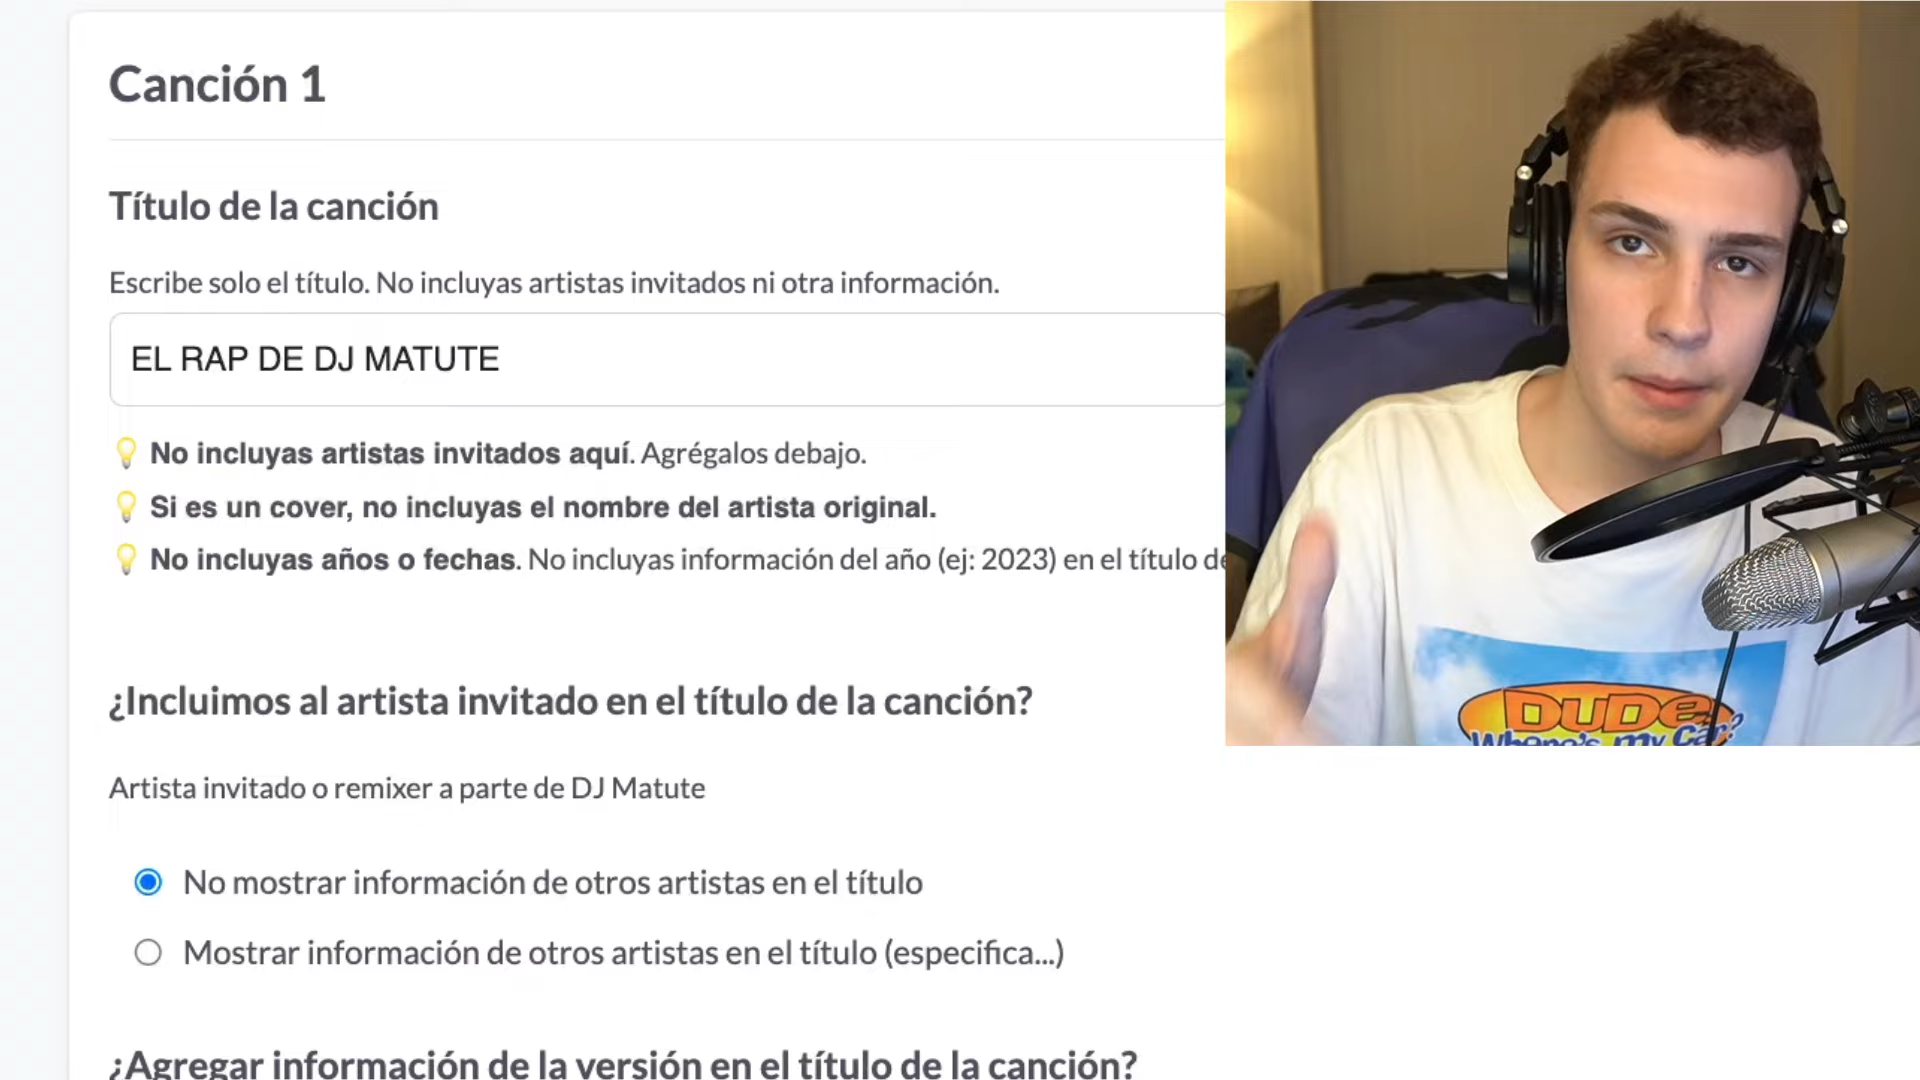 Canción 1
Título de la canción
Escribe solo el título. No incluyas artistas invitados ni otra información.
EL RAP DE DJ MATUTE
No incluyas artistas invitados aquí. Agrégalos debajo.
Si es un cover, no incluyas el nombre del artista original.
No incluyas años o fechas. No incluyas información del año (ej: 2023) en el título de
¿Incluimos al artista invitado en el título de la canción?
Artista invitado o remixer a parte de DJ Matute
No mostrar información de otros artistas en el título
Mostrar información de otros artistas en el título (especifica...)
¿Agregar información de la versión en el título de la canción?
DUDe
Where's my Car?